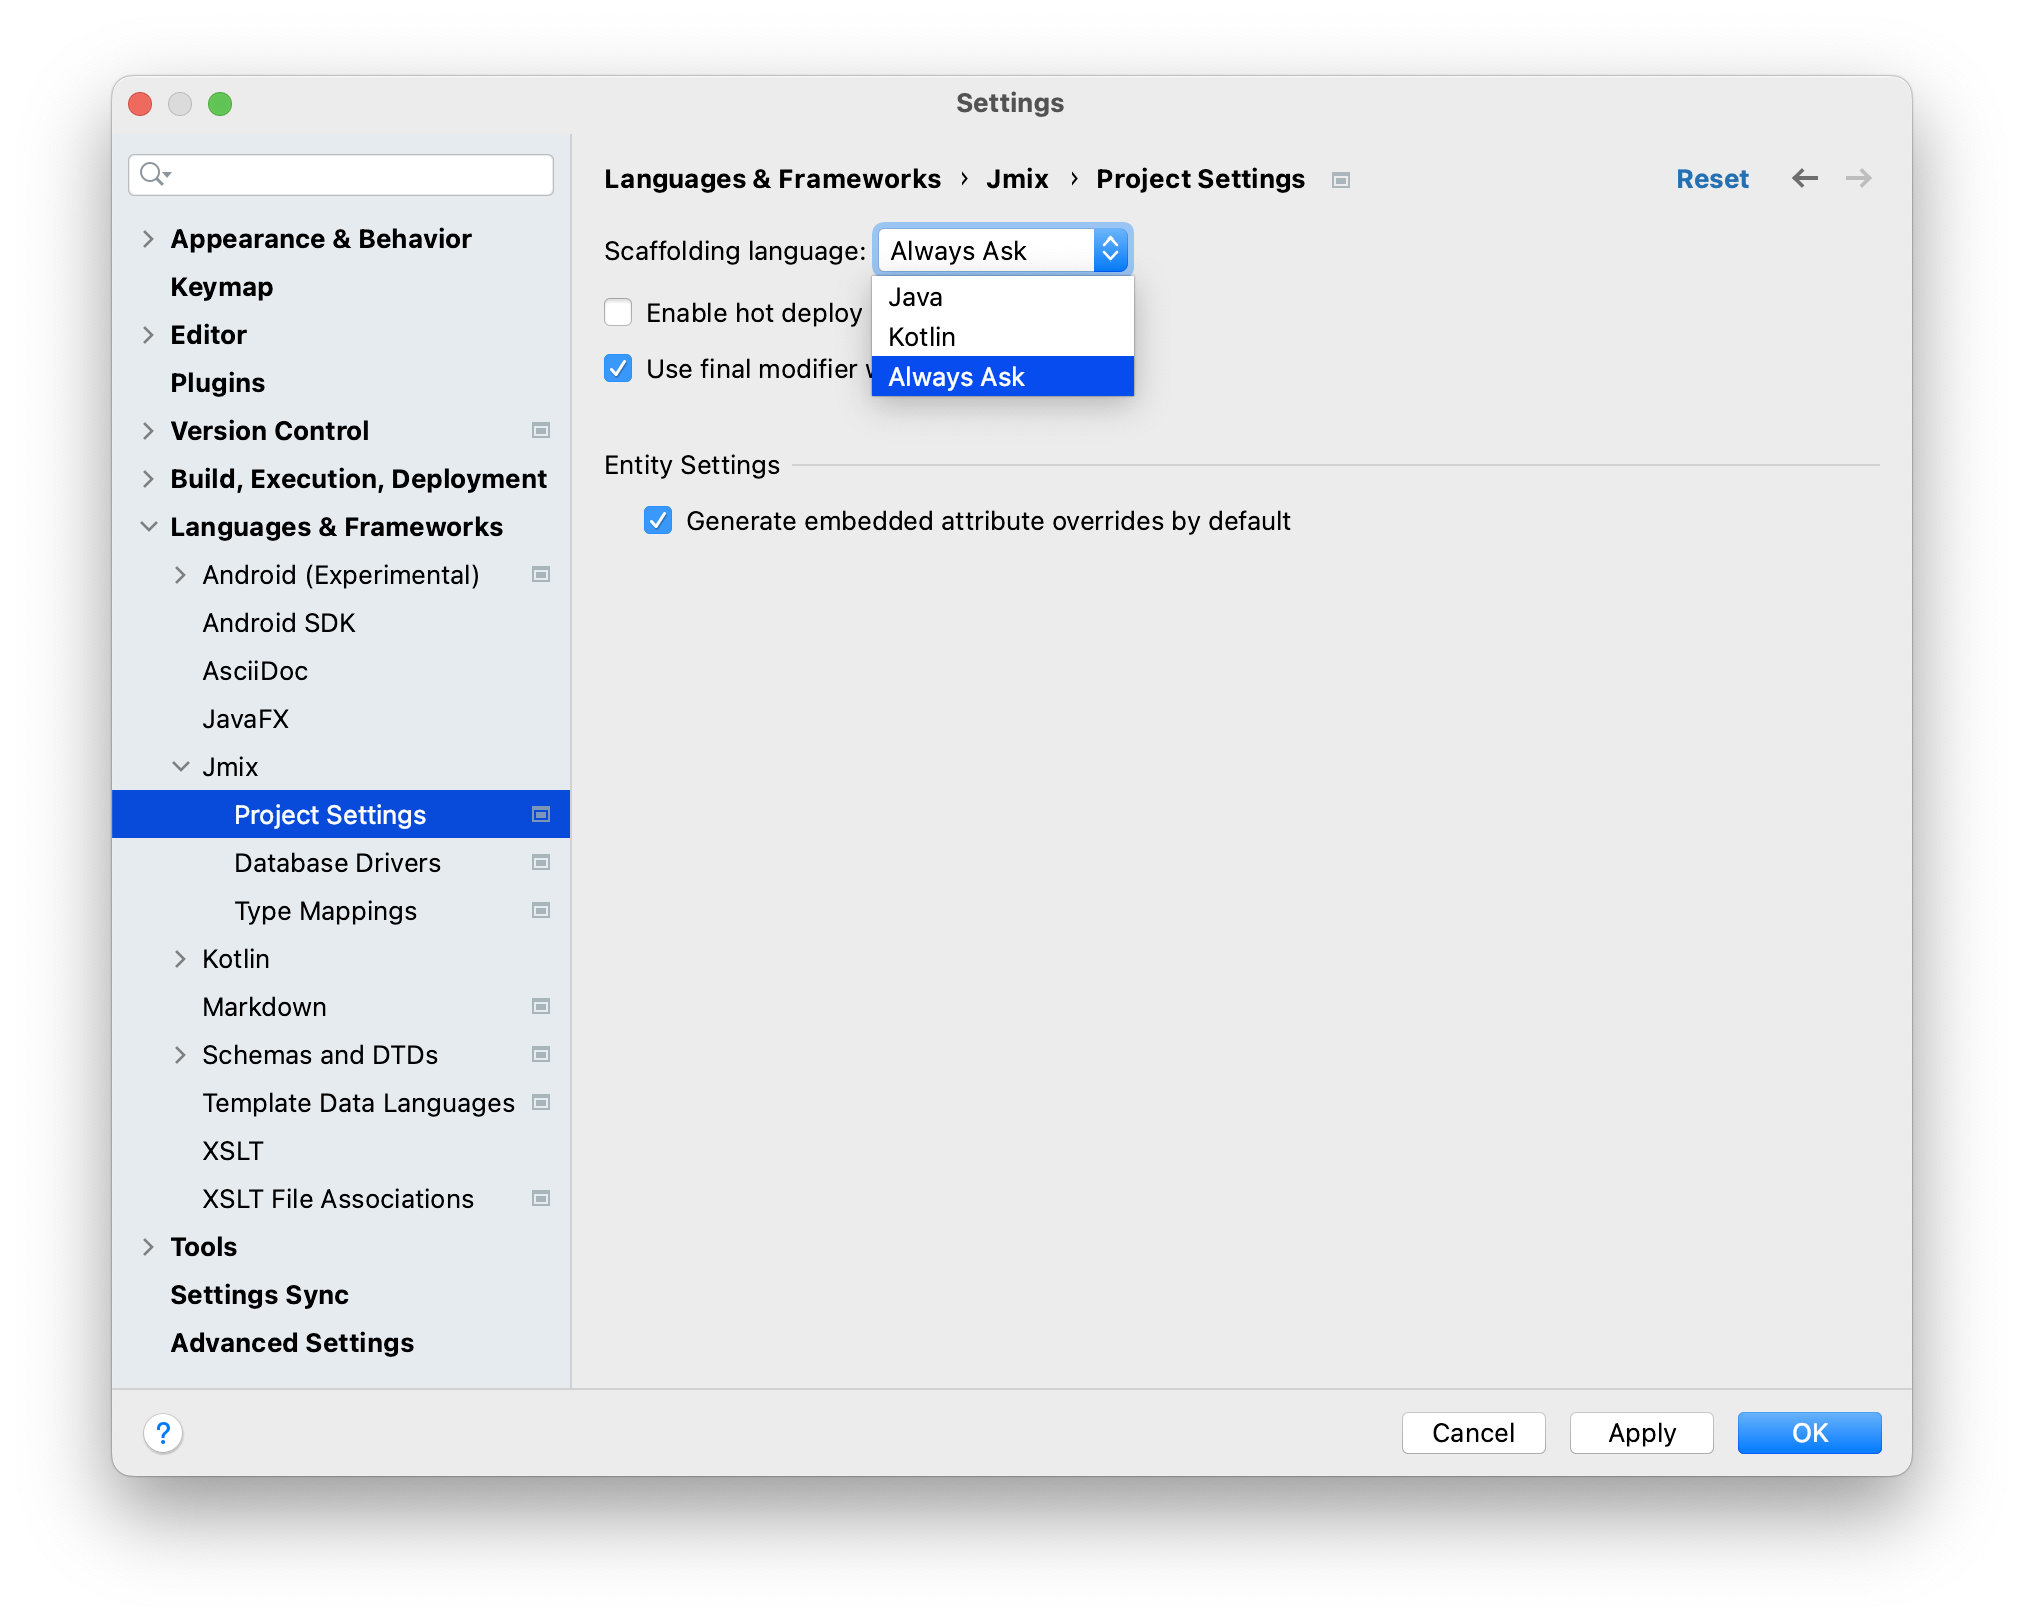 Settings
Appearance & Behavior
Keymap
Editor
Plugins
Version Control
Build, Execution, Deployment
Languages & Frameworks
Android (Experimental)
Android SDK
AsciiDoc
JavaFX
Jmix
Project Settings
Database Drivers
Type Mappings
Kotlin
Markdown
Schemas and DTDs
Template Data Languages
XSLT
XSLT File Associations
Tools
Settings Sync
Advanced Settings
Languages & Frameworks › Jmix › Project Settings
Reset
Scaffolding language: Always Ask
Java
Kotlin
Always Ask
Enable hot deploy
Use final modifier
Entity Settings
Generate embedded attribute overrides by default
?
Cancel
Apply
OK